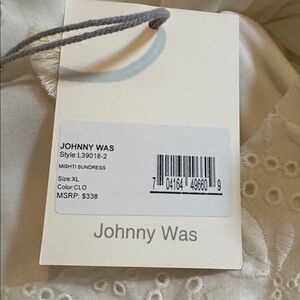 JOHNNY WAS
Style:L39018-2
MISHTI SUNDRESS
Size:XL
Color:CLO
MSRP: $338
7 04164 49660 9
Johnny Was